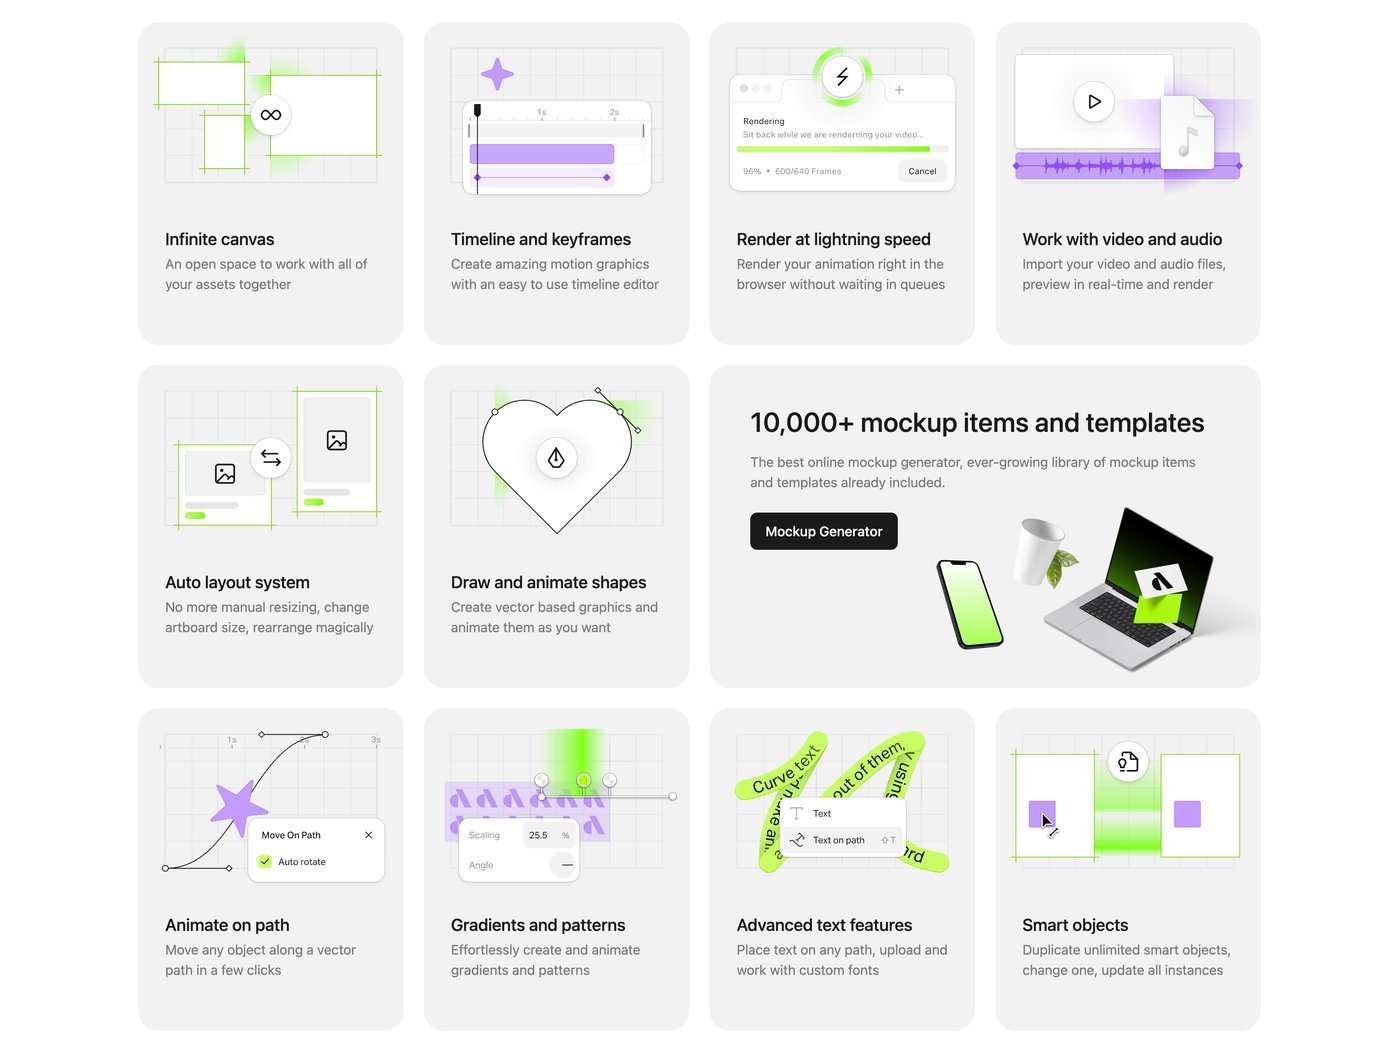 1s
2s
Rendering
Sit back while we are renderning your video...
96% • 600/640 Frames
Cancel
Infinite canvas
An open space to work with all of
your assets together
Timeline and keyframes
Create amazing motion graphics
with an easy to use timeline editor
Render at lightning speed
Render your animation right in the
browser without waiting in queues
Work with video and audio
Import your video and audio files,
preview in real-time and render
Auto layout system
No more manual resizing, change
artboard size, rearrange magically
Draw and animate shapes
Create vector based graphics and
animate them as you want
10,000+ mockup items and templates
The best online mockup generator, ever-growing library of mockup items
and templates already included.
Mockup Generator
1s
2s
3s
Move On Path
Auto rotate
Scaling
25.5
%
Angle
Curve text
out of them,
using
Text
Text on path
⇧T
Animate on path
Move any object along a vector
path in a few clicks
Gradients and patterns
Effortlessly create and animate
gradients and patterns
Advanced text features
Place text on any path, upload and
work with custom fonts
Smart objects
Duplicate unlimited smart objects,
change one, update all instances